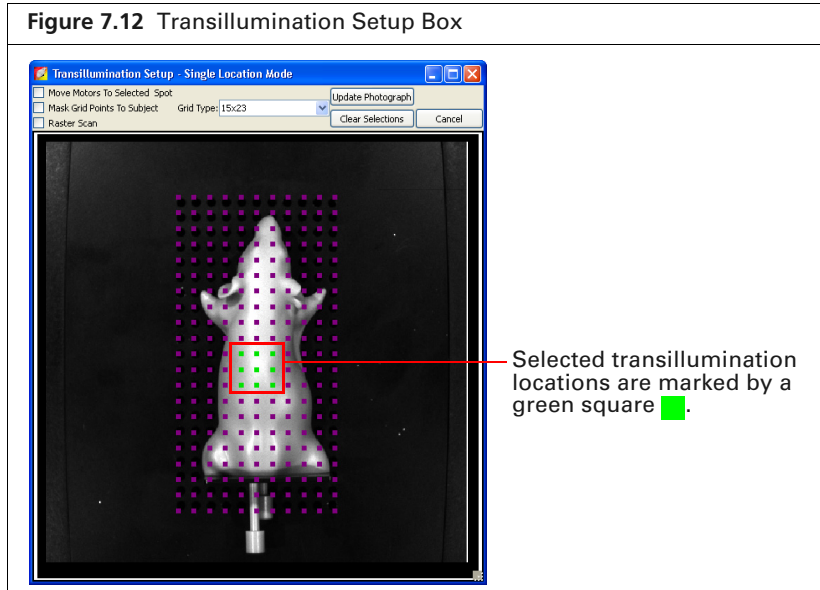 Figure 7.12 Transillumination Setup Box
Transillumination Setup - Single Location Mode
Move Motors To Selected Spot
Update Photograph
Mask Grid Points To Subject Grid Type: 15x23
Clear Selections Cancel
Raster Scan
Selected transillumination
locations are marked by a
green square .